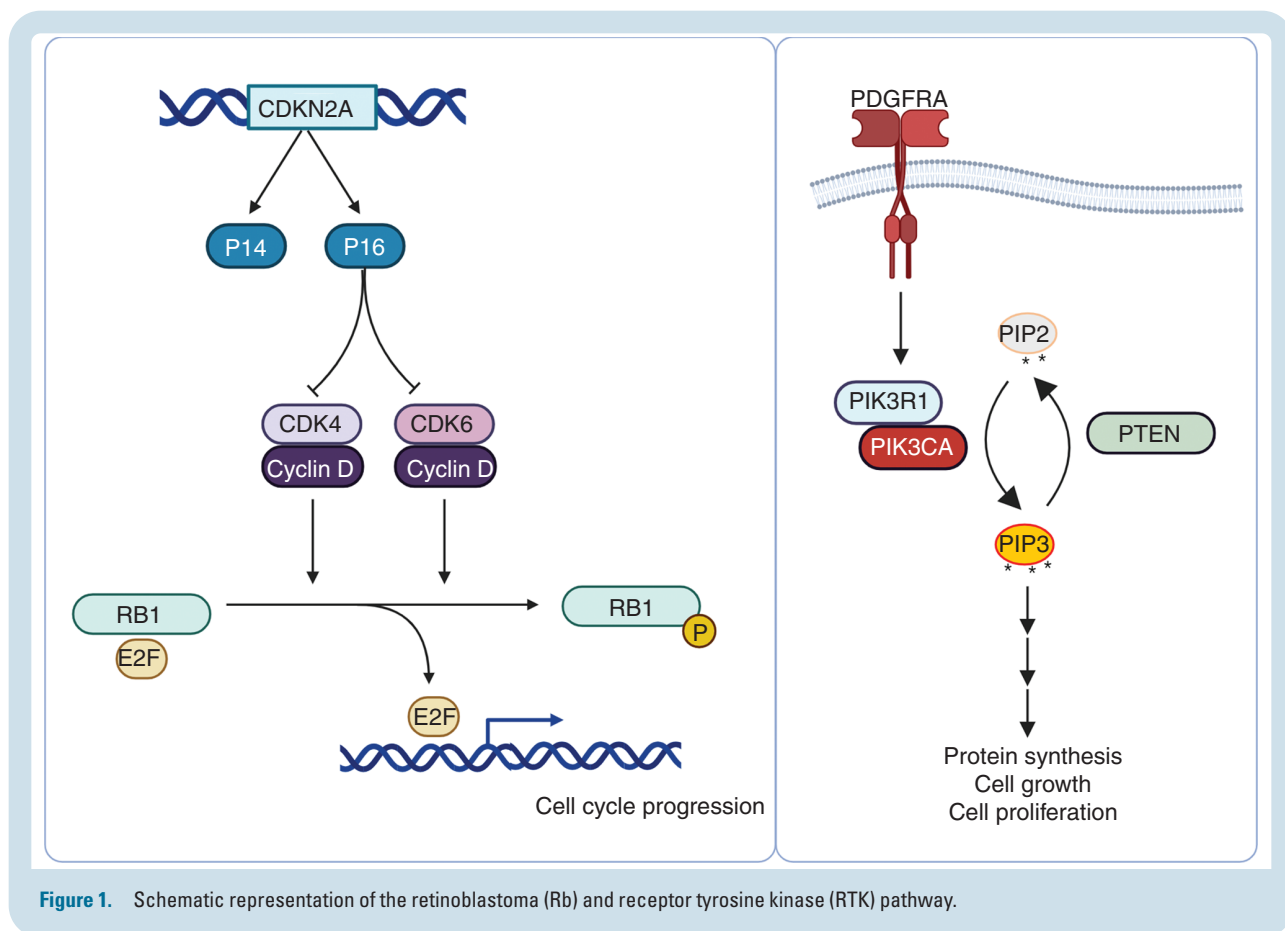 CDKN2A
P14
P16
CDK4
Cyclin D
CDK6
Cyclin D
RB1
E2F
RB1
P
E2F
Cell cycle progression
PDGFRA
PIK3R1
PIK3CA
PIP2
* *
PTEN
PIP3
* * *
Protein synthesis
Cell growth
Cell proliferation
Figure 1. Schematic representation of the retinoblastoma (Rb) and receptor tyrosine kinase (RTK) pathway.